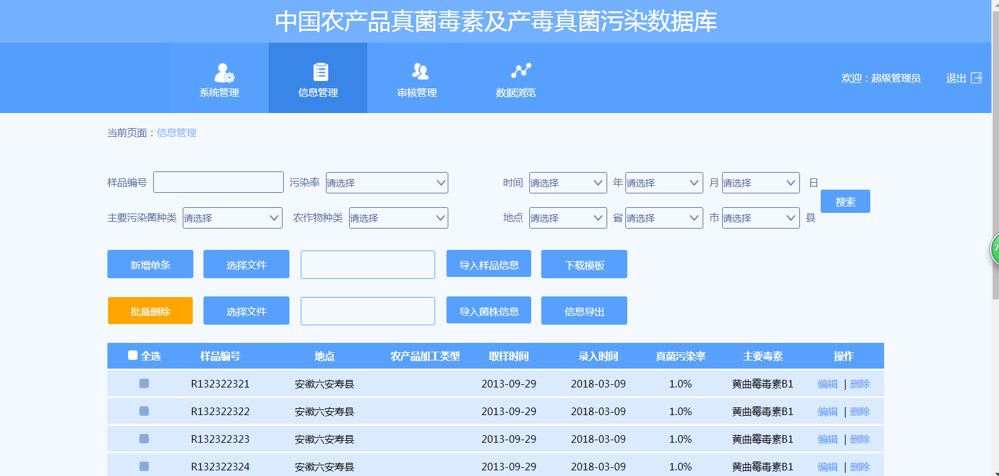 中国农产品真菌毒素及产毒真菌污染数据库
系统管理 信息管理 审核管理 数据浏览 欢迎：超级管理员 退出
当前页面：信息管理
样品编号 污染率 请选择 时间 请选择 年 请选择 月 请选择 日
搜索
主要污染菌种类 请选择 农作物种类 请选择 地点 请选择 省 请选择 市 请选择 县
新增单条 选择文件 导入样品信息 下载模板
批量删除 选择文件 导入菌株信息 信息导出
全选 样品编号 地点 农产品加工类型 取样时间 录入时间 真菌污染率 主要毒素 操作
R132322321 安徽六安寿县 2013-09-29 2018-03-09 1.0% 黄曲霉毒素B1 编辑 | 删除
R132322322 安徽六安寿县 2013-09-29 2018-03-09 1.0% 黄曲霉毒素B1 编辑 | 删除
R132322323 安徽六安寿县 2013-09-29 2018-03-09 1.0% 黄曲霉毒素B1 编辑 | 删除
R132322324 安徽六安寿县 2013-09-29 2018-03-09 1.0% 黄曲霉毒素B1 编辑 | 删除